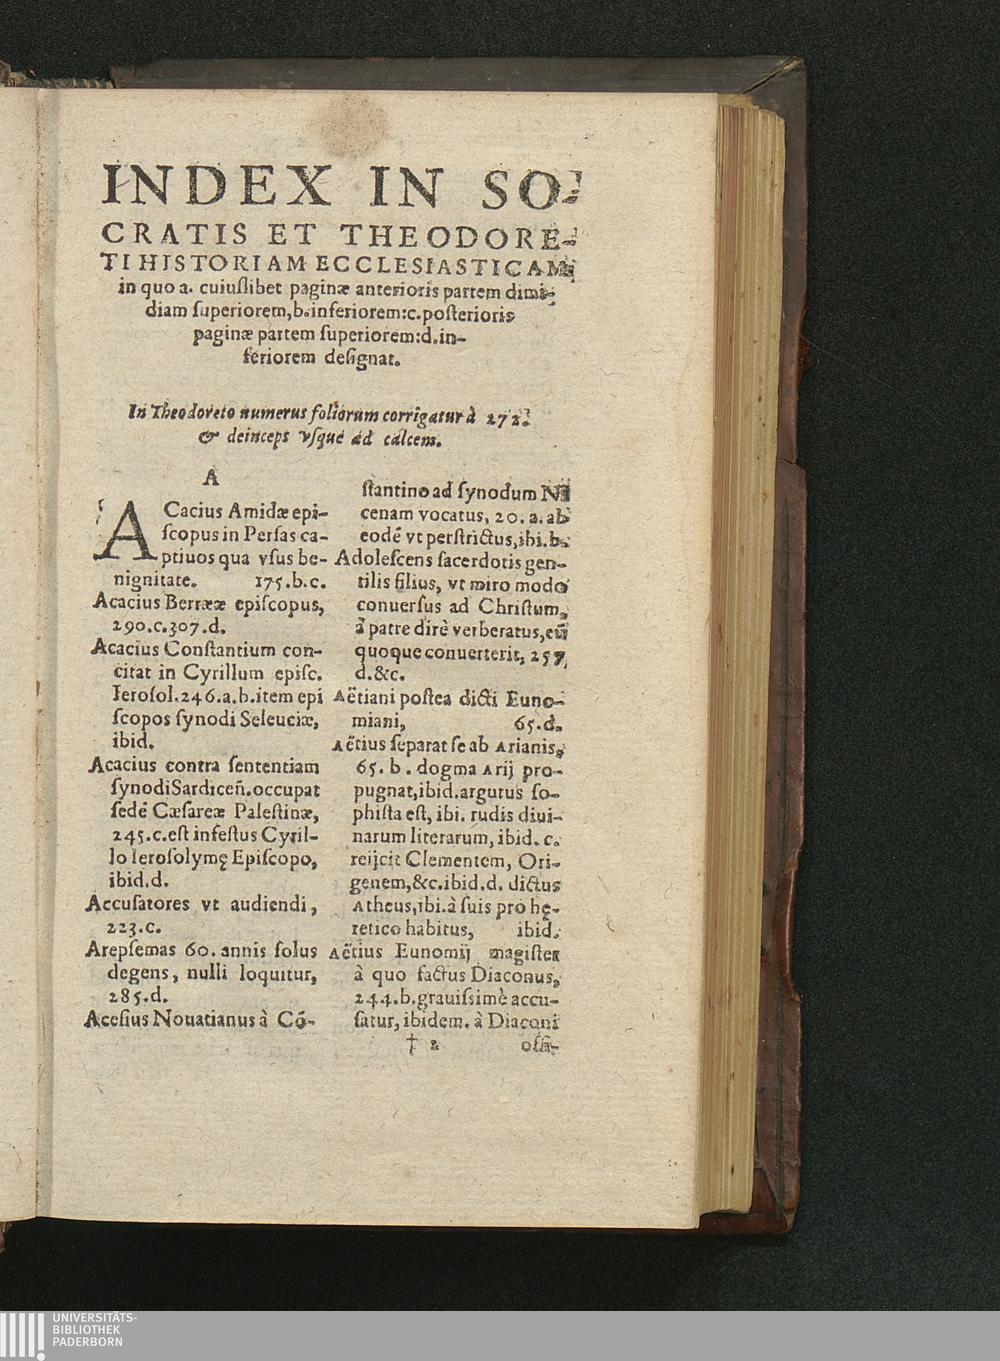 INDEX IN SO-
CRATIS ET THEODORE-
TI HISTORIAM ECCLESIASTICAM
in quo a. cuiuſlibet paginæ anterioris partem dimi-
diam ſuperiorem, b. inferiorem: c. poſterioris
paginæ partem ſuperiorem: d. in-
feriorem deſignat.
In Theodoreto numerus foliorum corrigatur à 272.
& deinceps vſque ad calcem.
A
ACacius Amidæ epi-
ſcopus in Perſas ca-
ptiuos qua vſus be-
nignitate. 175.b.c.
Acacius Berrææ epiſcopus,
290.c.307.d.
Acacius Conſtantium con-
citat in Cyrillum epiſc.
Ieroſol.246.a.b.item epi
ſcopos ſynodi Seleuciæ,
ibid.
Acacius contra ſententiam
ſynodi Sardiceñ.occupat
ſedē Cæſareæ Paleſtinæ,
245.c.eſt infeſtus Cyril-
lo Ieroſolymę Epiſcopo,
ibid.d.
Accuſatores vt audiendi,
223.c.
Arepſemas 60. annis ſolus
degens, nulli loquitur,
285.d.
Aceſius Nouatianus à Cō-
ſtantino ad ſynodum Ni
cenam vocatus, 20. a. ab
eodē vt perſtrictus, ibi.b.
Adoleſcens ſacerdotis gen-
tilis filius, vt miro modo
conuerſus ad Chriſtum,
à patre dirè verberatus, eū
quoque conuerterit, 257.
d.&c.
Aëtiani poſtea dicti Euno-
miani, 65.d.
Aëtius ſeparat ſe ab Arianis,
65. b. dogma Arij pro-
pugnat,ibid.argutus ſo-
phiſta eſt, ibi. rudis diui-
narum literarum, ibid. c.
reijcit Clementem, Ori-
genem,&c.ibid.d. dictus
Atheus, ibi. à ſuis pro hę-
retico habitus, ibid.
Aëtius Eunomij magiſter
à quo factus Diaconus,
244.b.grauiſsimè accu-
ſatur, ibidem. à Diaconi
† 2 offi-
UNIVERSITÄTS-
BIBLIOTHEK
PADERBORN